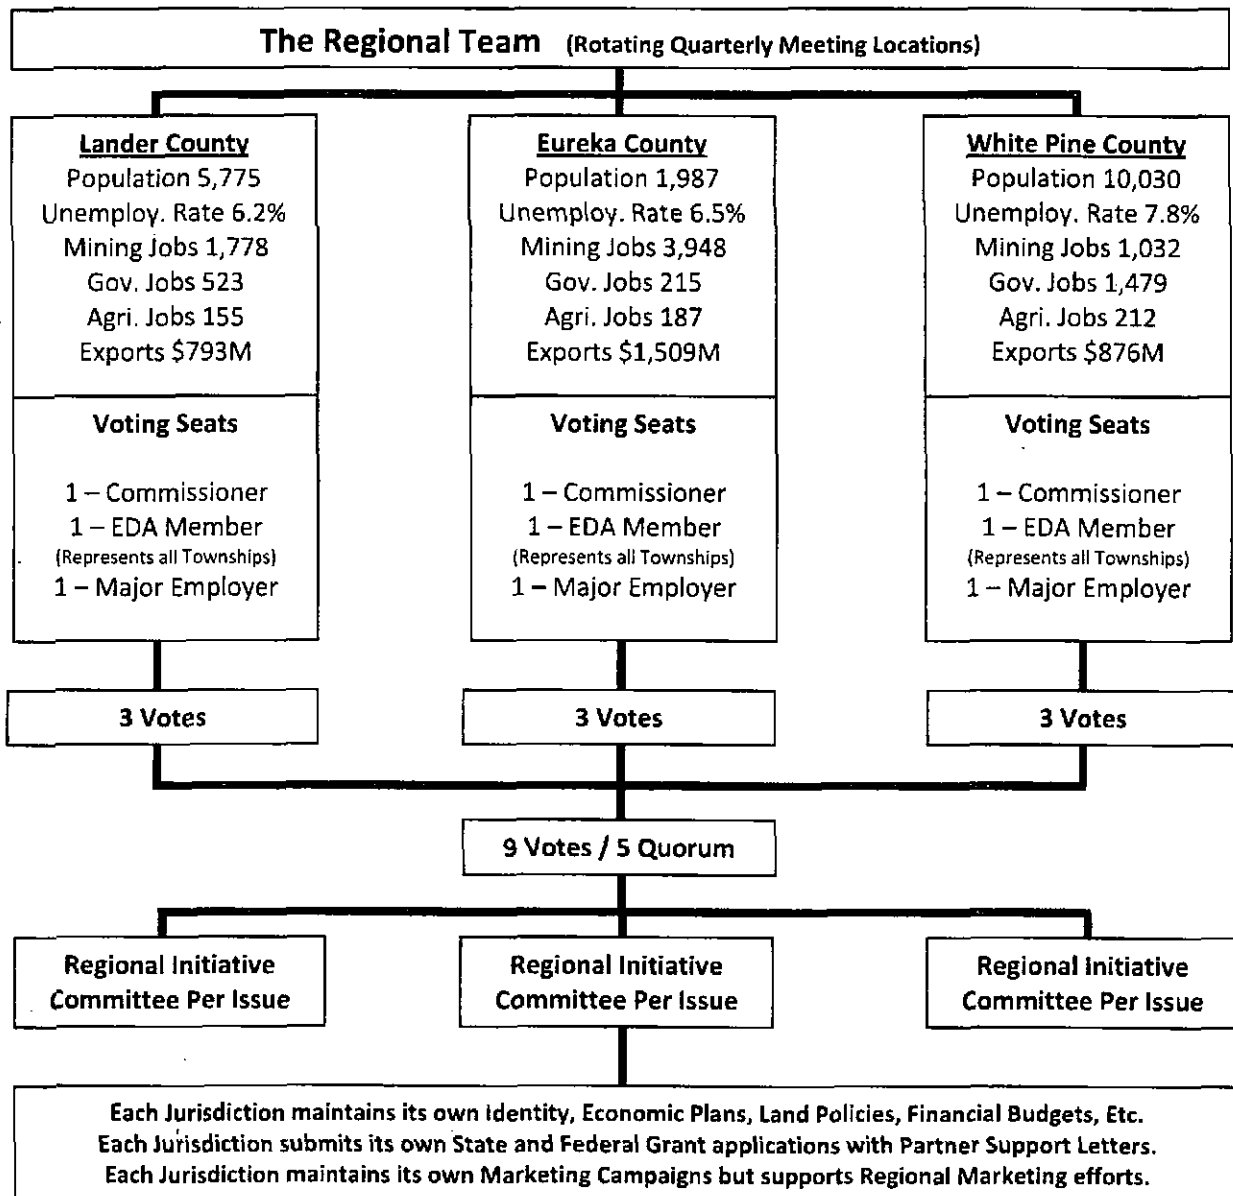 The Regional Team (Rotating Quarterly Meeting Locations)
Lander County
Population 5,775
Unemploy. Rate 6.2%
Mining Jobs 1,778
Gov. Jobs 523
Agri. Jobs 155
Exports $793M
Voting Seats
1 – Commissioner
1 – EDA Member
(Represents all Townships)
1 – Major Employer
3 Votes
Eureka County
Population 1,987
Unemploy. Rate 6.5%
Mining Jobs 3,948
Gov. Jobs 215
Agri. Jobs 187
Exports $1,509M
Voting Seats
1 – Commissioner
1 – EDA Member
(Represents all Townships)
1 – Major Employer
3 Votes
White Pine County
Population 10,030
Unemploy. Rate 7.8%
Mining Jobs 1,032
Gov. Jobs 1,479
Agri. Jobs 212
Exports $876M
Voting Seats
1 – Commissioner
1 – EDA Member
(Represents all Townships)
1 – Major Employer
3 Votes
9 Votes / 5 Quorum
Regional Initiative
Committee Per Issue
Regional Initiative
Committee Per Issue
Regional Initiative
Committee Per Issue
Each Jurisdiction maintains its own Identity, Economic Plans, Land Policies, Financial Budgets, Etc.
Each Jurisdiction submits its own State and Federal Grant applications with Partner Support Letters.
Each Jurisdiction maintains its own Marketing Campaigns but supports Regional Marketing efforts.